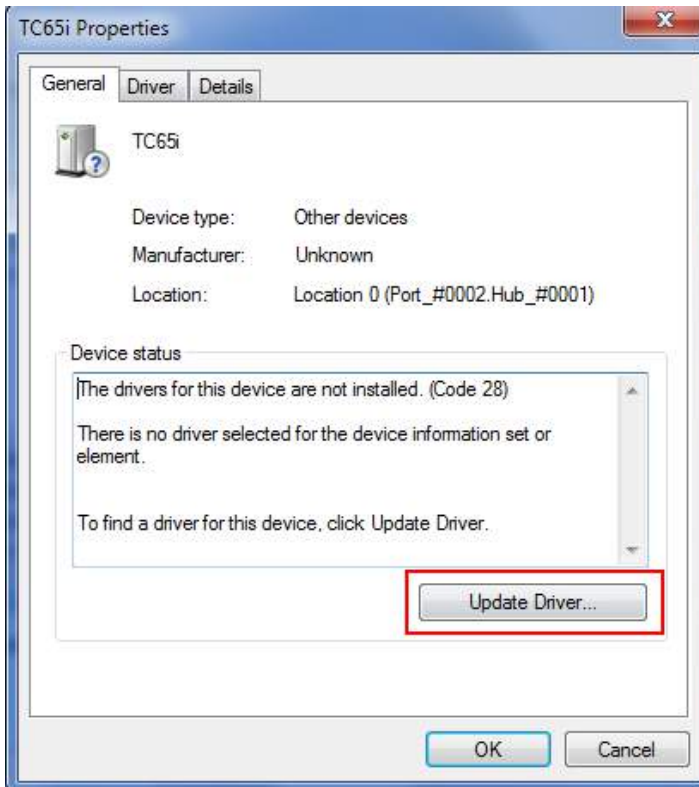 TC65i Properties
General Driver Details
TC65i
Device type: Other devices
Manufacturer: Unknown
Location: Location 0 (Port_#0002.Hub_#0001)
Device status
The drivers for this device are not installed. (Code 28)
There is no driver selected for the device information set or
element.
To find a driver for this device, click Update Driver.
Update Driver...
OK Cancel